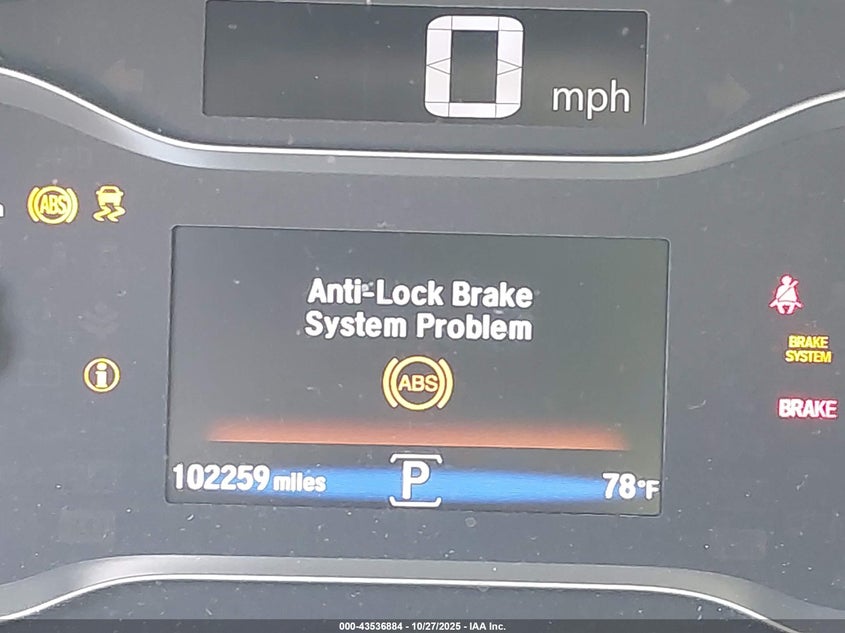 0 mph
ABS
Anti-Lock Brake
System Problem
ABS
BRAKE
SYSTEM
BRAKE
102259 miles
P
78°F
000-43536884 - 10/27/2025 - IAA Inc.